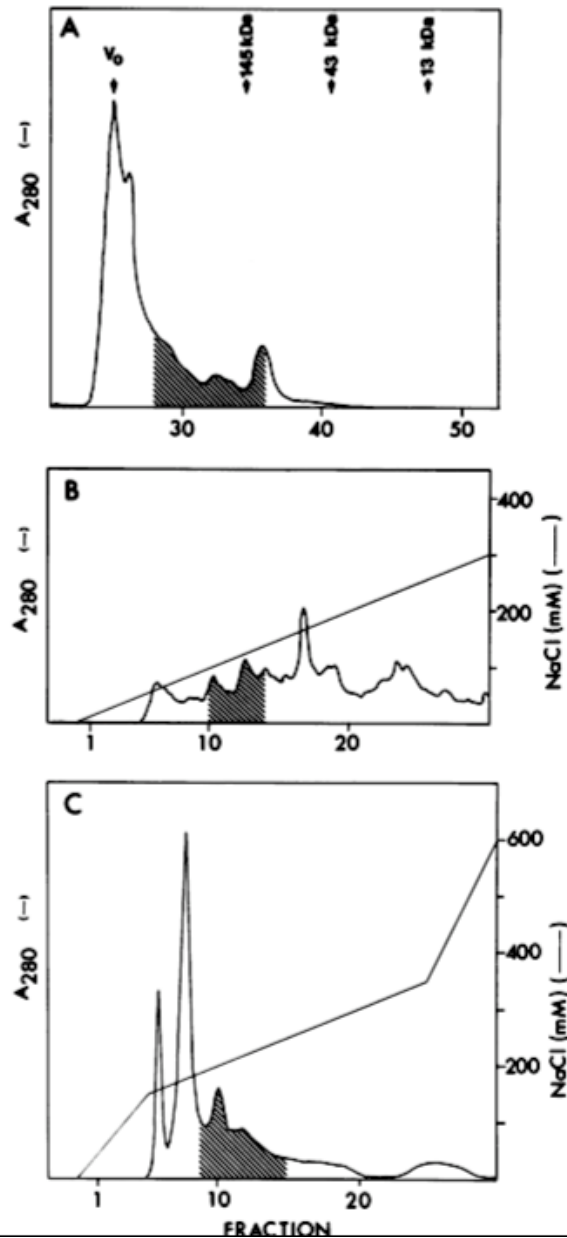 A
V₀
145 kDa
43 kDa
13 kDa
A280 (—)
30
40
50
B
A280 (—)
400
200
NaCl (mM) (——)
1
10
20
C
A280 (—)
600
400
200
NaCl (mM) (——)
1
10
20
FRACTION